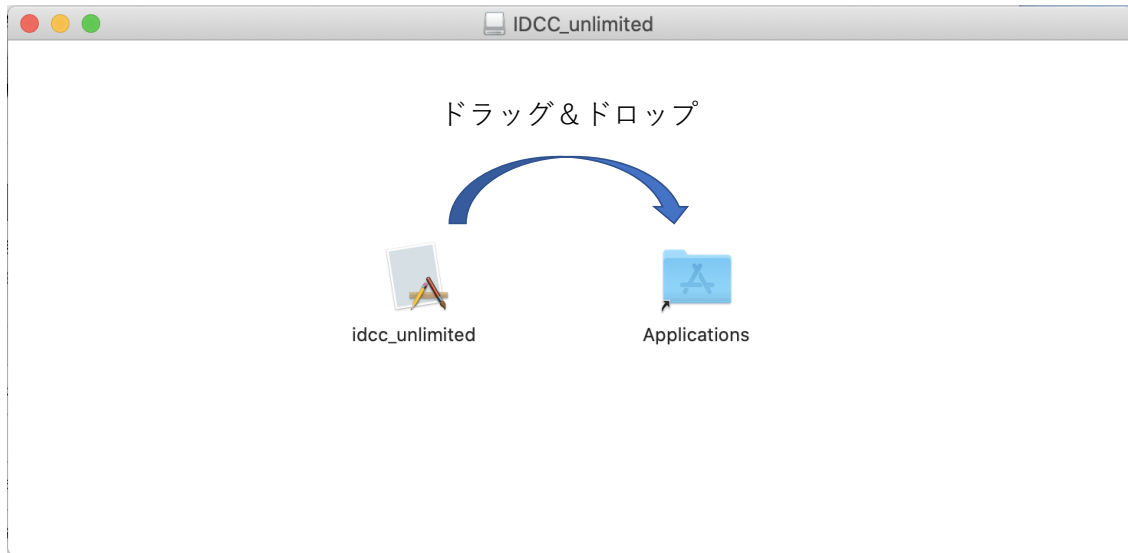 IDCC_unlimited
ドラッグ＆ドロップ
idcc_unlimited
Applications